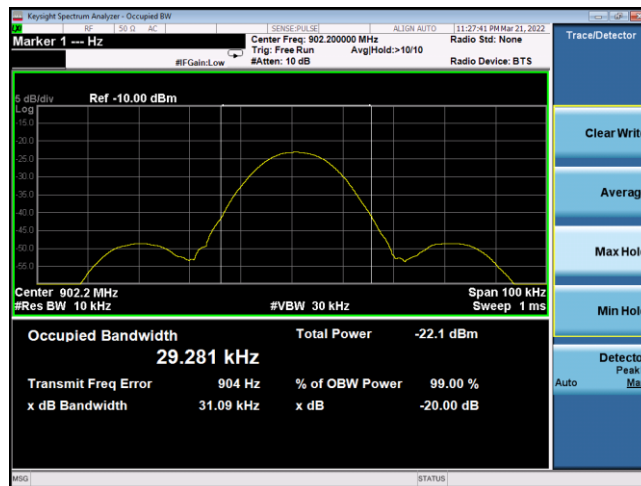 Keysight Spectrum Analyzer - Occupied BW
RF 50 Ω AC SENSE:PULSE ALIGN AUTO 11:27:41 PM Mar 21, 2022
Marker 1 --- Hz
Center Freq: 902.200000 MHz Radio Std: None
Trig: Free Run Avg|Hold:>10/10
#IFGain:Low #Atten: 10 dB Radio Device: BTS
Trace/Detector
5 dB/div Ref -10.00 dBm
Log
-15.0
-20.0
-25.0
-30.0
-35.0
-40.0
-45.0
-50.0
-55.0
Center 902.2 MHz Span 100 kHz
#Res BW 10 kHz #VBW 30 kHz Sweep 1 ms
Occupied Bandwidth Total Power -22.1 dBm
29.281 kHz
Transmit Freq Error 904 Hz % of OBW Power 99.00 %
x dB Bandwidth 31.09 kHz x dB -20.00 dB
Clear Writ
Averag
Max Hol
Min Hol
Detecto
Peak
Auto Ma
MSG STATUS